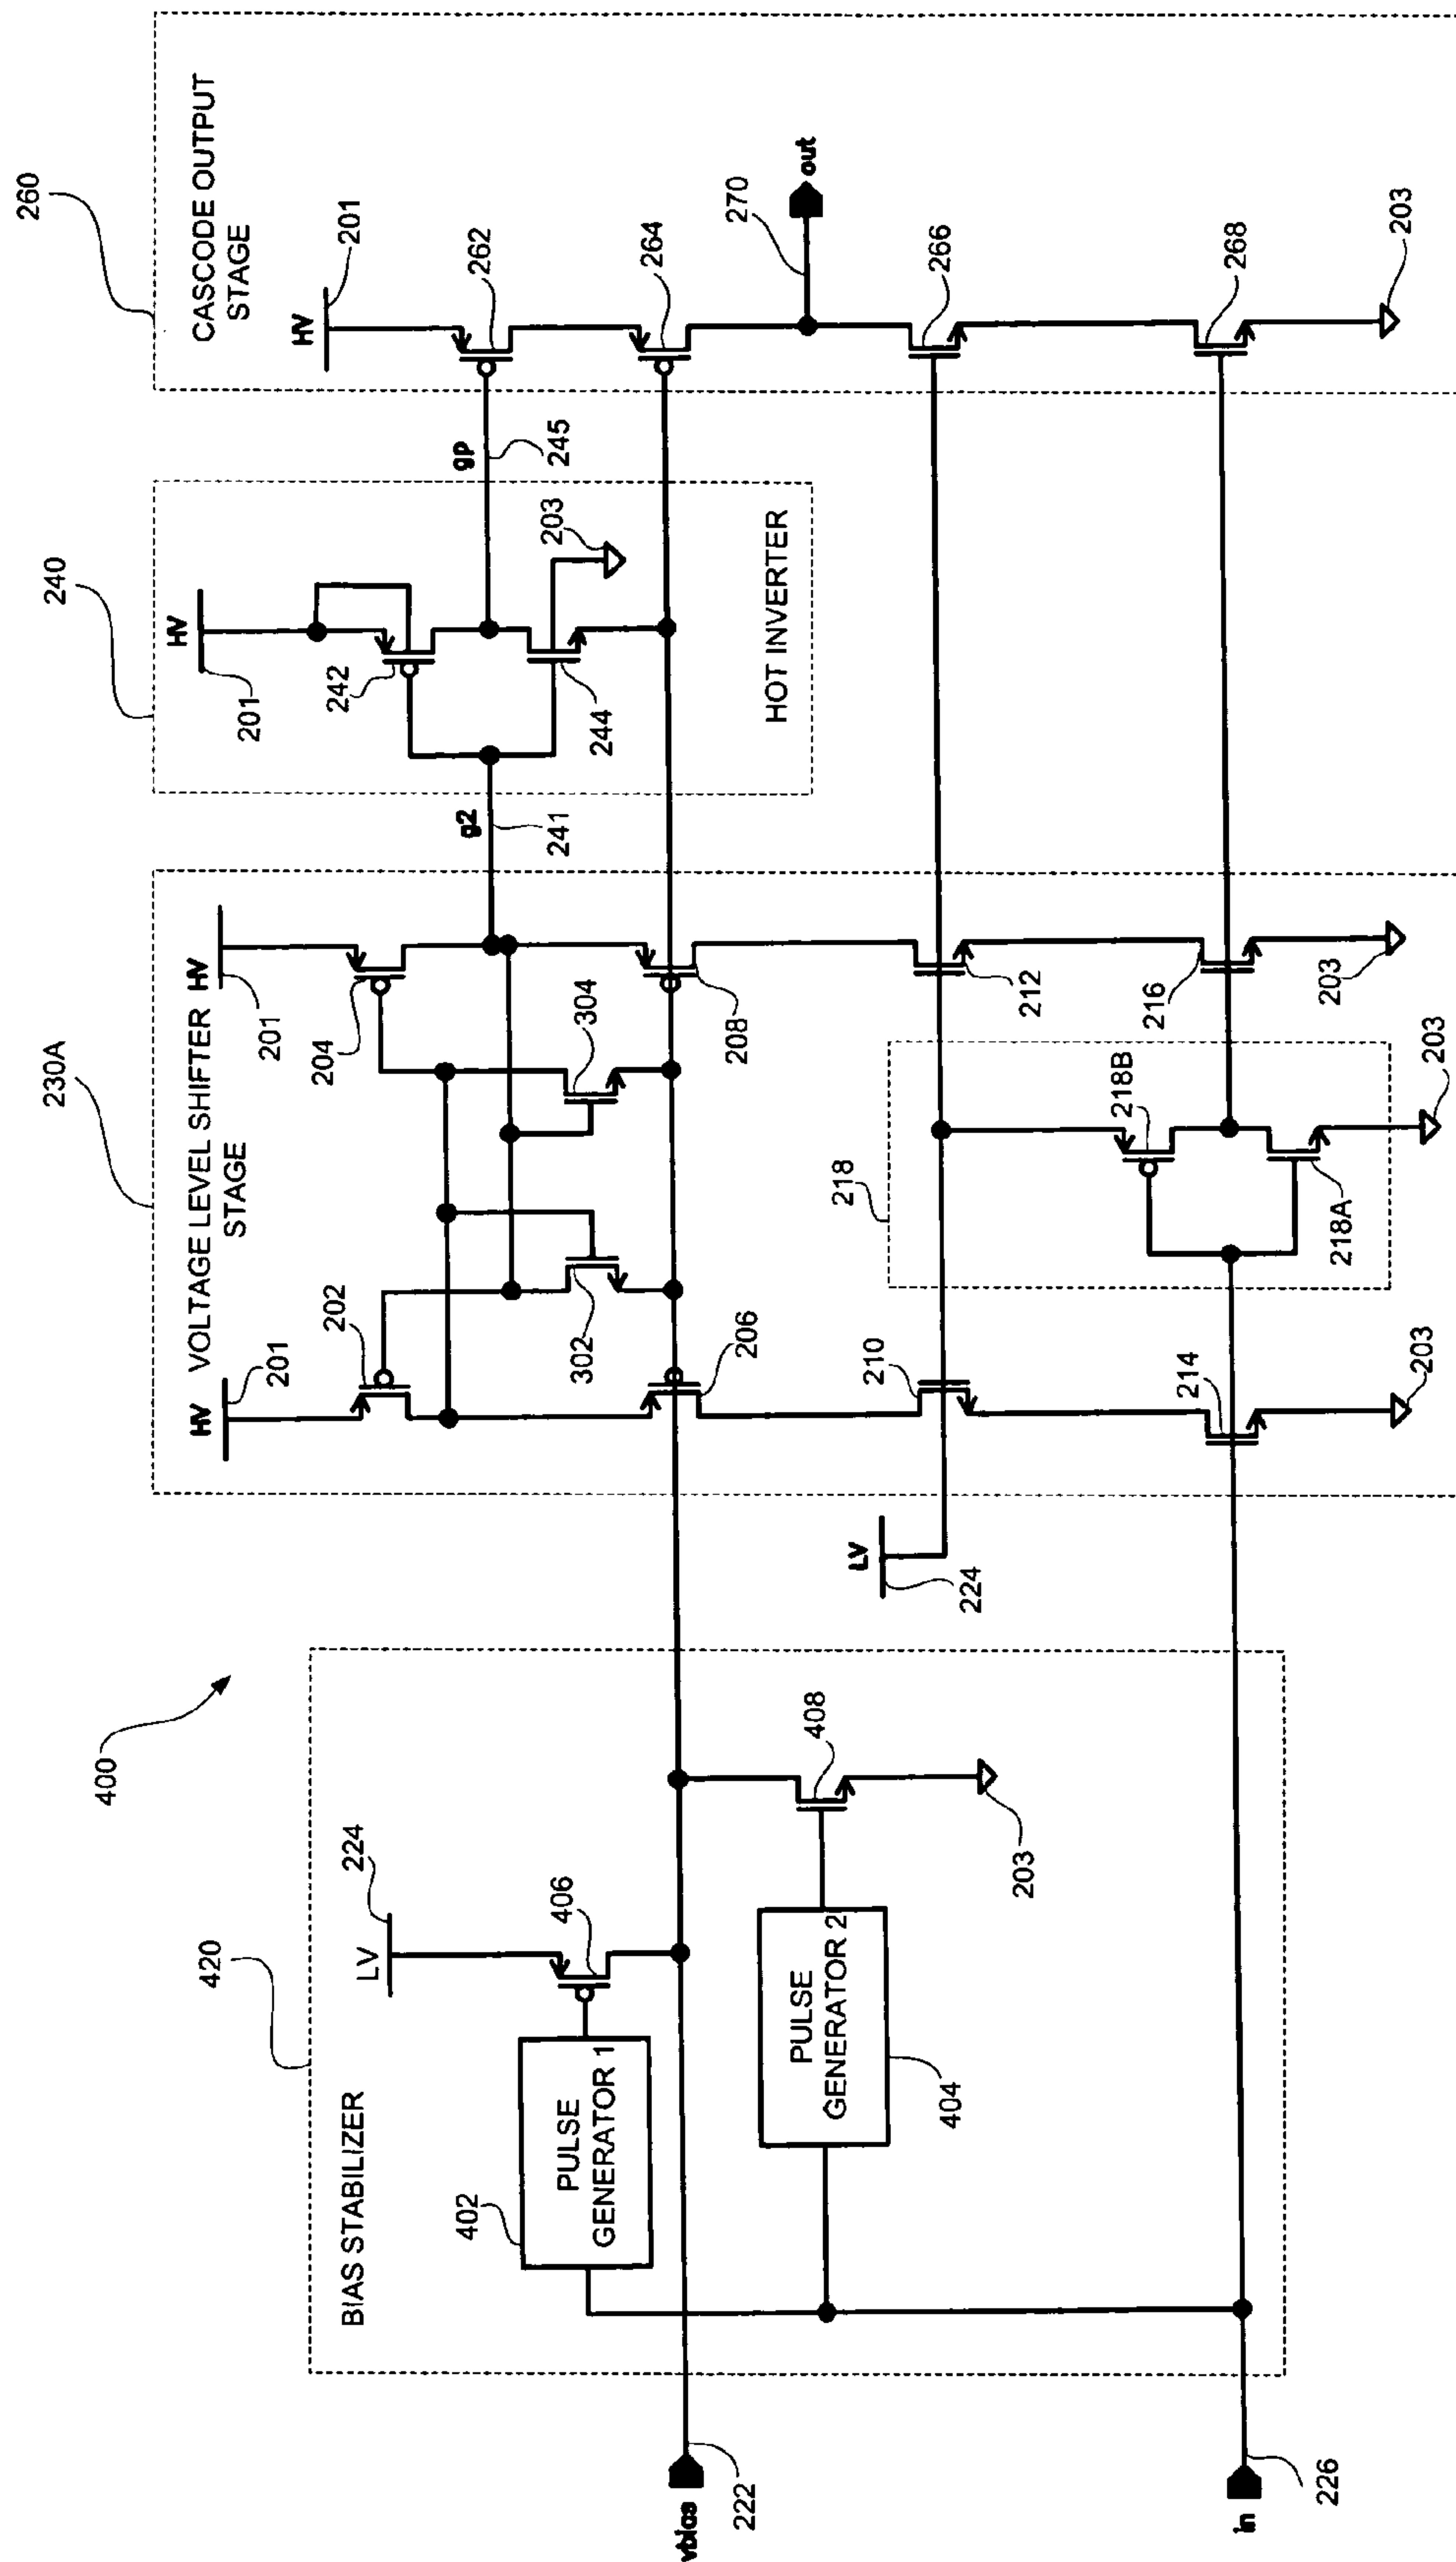 400
420
BIAS STABILIZER
LV
224
406
402
PULSE
GENERATOR 1
PULSE
GENERATOR 2
404
408
203
vbias
222
in
226
230A
VOLTAGE LEVEL SHIFTER
STAGE
HV
201
202
HV
201
204
302
304
206
208
LV
224
210
212
214
216
218
218B
218A
203
203
203
g2
241
240
HV
201
242
244
203
HOT INVERTER
gp
245
260
CASCODE OUTPUT
STAGE
HV
201
262
264
270
out
266
268
203